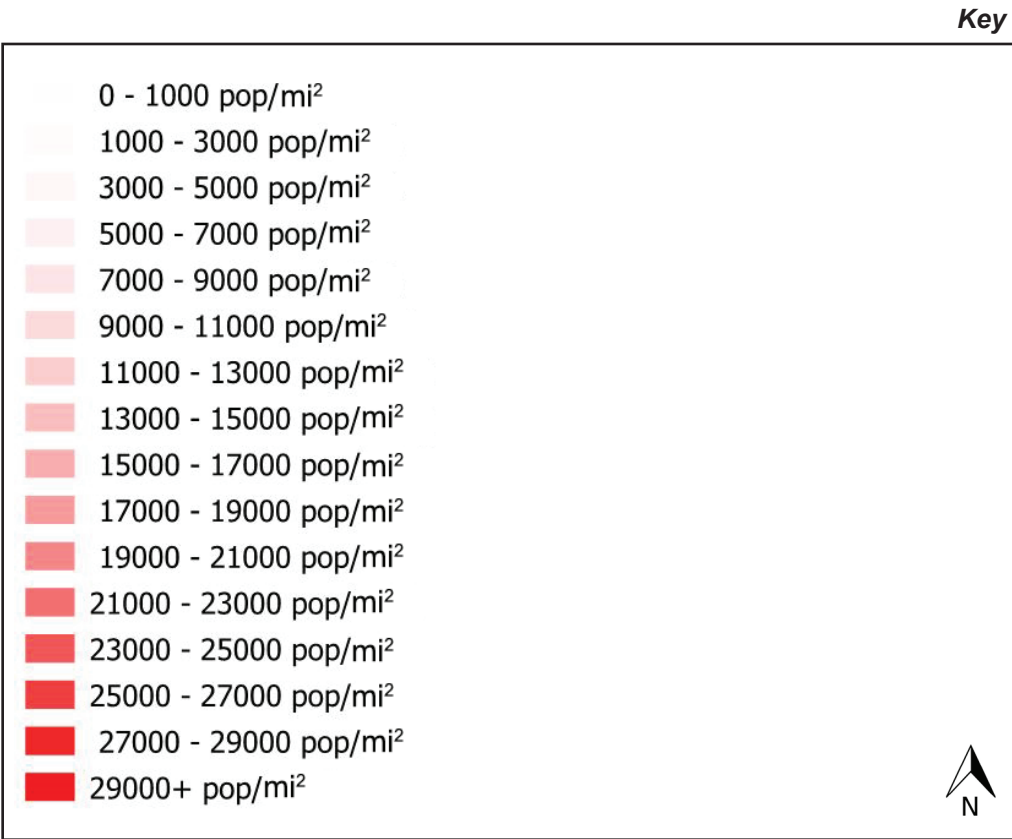 Key
0 - 1000 pop/mi²
1000 - 3000 pop/mi²
3000 - 5000 pop/mi²
5000 - 7000 pop/mi²
7000 - 9000 pop/mi²
9000 - 11000 pop/mi²
11000 - 13000 pop/mi²
13000 - 15000 pop/mi²
15000 - 17000 pop/mi²
17000 - 19000 pop/mi²
19000 - 21000 pop/mi²
21000 - 23000 pop/mi²
23000 - 25000 pop/mi²
25000 - 27000 pop/mi²
27000 - 29000 pop/mi²
29000+ pop/mi²
N